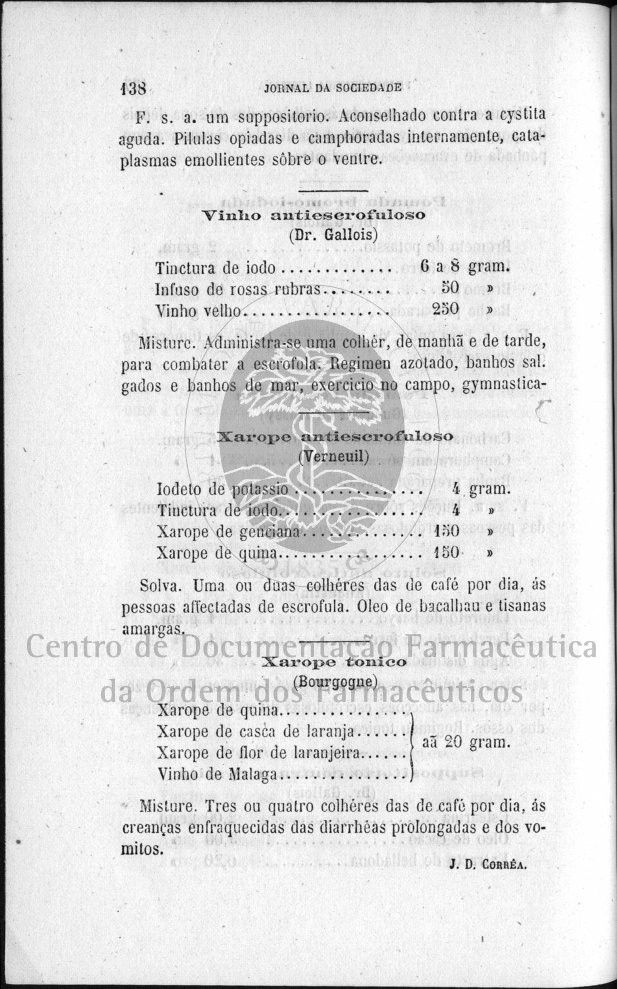 138
JORNAL DA SOCIEDADE
F. s. a. um suppositorio. Aconselhado contra a cystita
aguda. Pilulas opiadas e camphoradas internamente, cata-
plasmas emollientes sôbre o ventre.
Vinho antiescrofuloso
(Dr. Gallois)
Tinctura de iodo ............. 6 a 8 gram.
Infuso de rosas rubras........ 50
Vinho velho................ 250 »
Misture. Administra-se uma colhér, de manhã e de tarde,
para combater a escrofola. Regimen azotado, banhos sal.
gados e banhos de mar, exercicio no campo, gymnastica-
Xarope antiescrofuloso
(Verneuil)
Iodeto de potassio .............. 4 gram.
Tinctura de iodo................ 4 »
Xarope de genciana............. 150 »
Xarope de quina................ 150 »
Solva. Uma ou duas colhéres das de café por dia, ás
pessoas affectadas de escrofula. Oleo de bacalhau e tisanas
amargas.
Centro de Documentação Farmacêutica
da Ordem dos Farmacêuticos
Xarope tonico
(Bourgogne)
Xarope de quina...............
Xarope de casca de laranja......
Xarope de flor de laranjeira......
Vinho de Malaga...............
aã 20 gram.
Misture. Tres ou quatro colhéres das de café por dia, ás
creanças enfraquecidas das diarrhêas prolongadas e dos vo-
mitos.
J. D. CORRÊA.